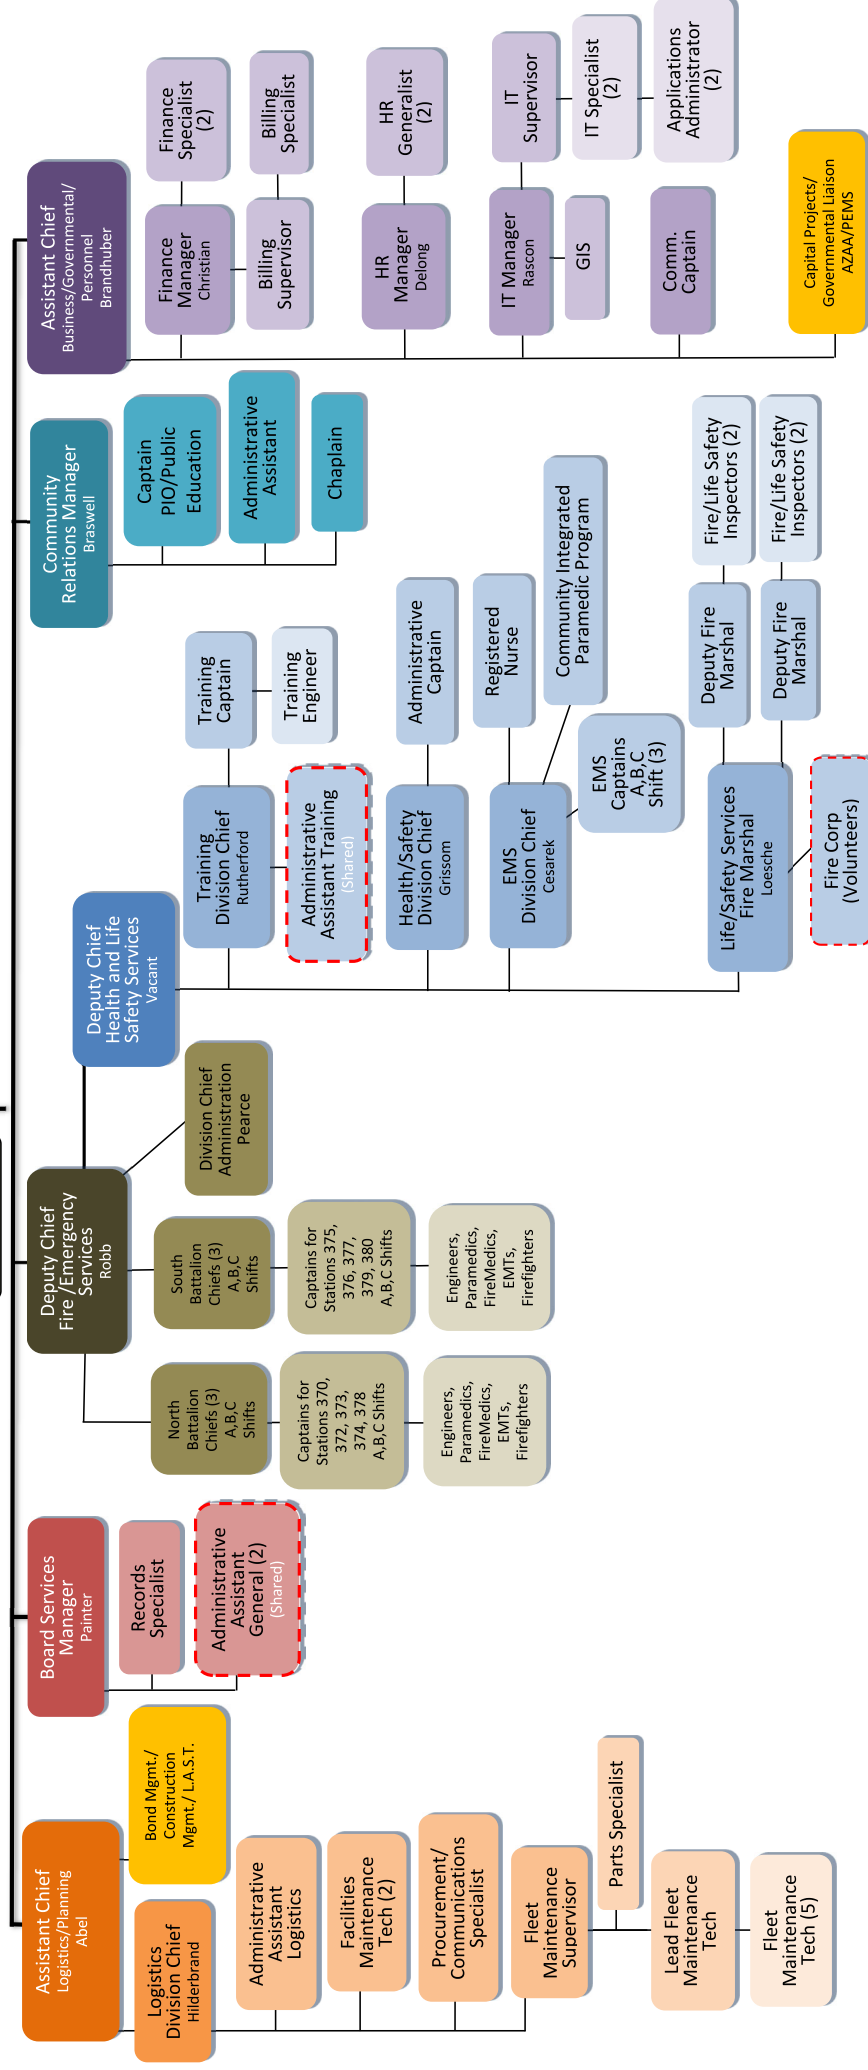 Assistant Chief
Logistics/Planning
Abel
Bond Mgmt./
Construction
Mgmt./ L.A.S.T.
Logistics
Division Chief
Hilderbrand
Administrative
Assistant
Logistics
Facilities
Maintenance
Tech (2)
Procurement/
Communications
Specialist
Fleet
Maintenance
Supervisor
Parts Specialist
Lead Fleet
Maintenance
Tech
Fleet
Maintenance
Tech (5)
Board Services
Manager
Painter
Records
Specialist
Administrative
Assistant
General (2)
(Shared)
Deputy Chief
Fire /Emergency
Services
Robb
North
Battalion
Chiefs (3)
A,B,C
Shifts
Captains for
Stations 370,
372, 373,
374, 378
A,B,C Shifts
Engineers,
Paramedics,
FireMedics,
EMTs,
Firefighters
South
Battalion
Chiefs (3)
A,B,C
Shifts
Captains for
Stations 375,
376, 377,
379, 380
A,B,C Shifts
Engineers,
Paramedics,
FireMedics,
EMTs,
Firefighters
Division Chief
Administration
Pearce
Deputy Chief
Health and Life
Safety Services
Vacant
Training
Division Chief
Rutherford
Training
Captain
Training
Engineer
Administrative
Assistant Training
(Shared)
Health/Safety
Division Chief
Grissom
Administrative
Captain
EMS
Division Chief
Cesarek
Registered
Nurse
Community Integrated
Paramedic Program
EMS
Captains
A,B,C
Shift (3)
Life/Safety Services
Fire Marshal
Loesche
Deputy Fire
Marshal
Fire/Life Safety
Inspectors (2)
Deputy Fire
Marshal
Fire/Life Safety
Inspectors (2)
Fire Corp
(Volunteers)
Community
Relations Manager
Braswell
Captain
PIO/Public
Education
Administrative
Assistant
Chaplain
Assistant Chief
Business/Governmental/
Personnel
Brandhuber
Finance
Manager
Christian
Finance
Specialist
(2)
Billing
Supervisor
Billing
Specialist
HR
Manager
Delong
HR
Generalist
(2)
IT Manager
Rascon
IT
Supervisor
IT Specialist
(2)
Applications
Administrator
(2)
GIS
Comm.
Captain
Capital Projects/
Governmental Liaison
AZAA/PEMS